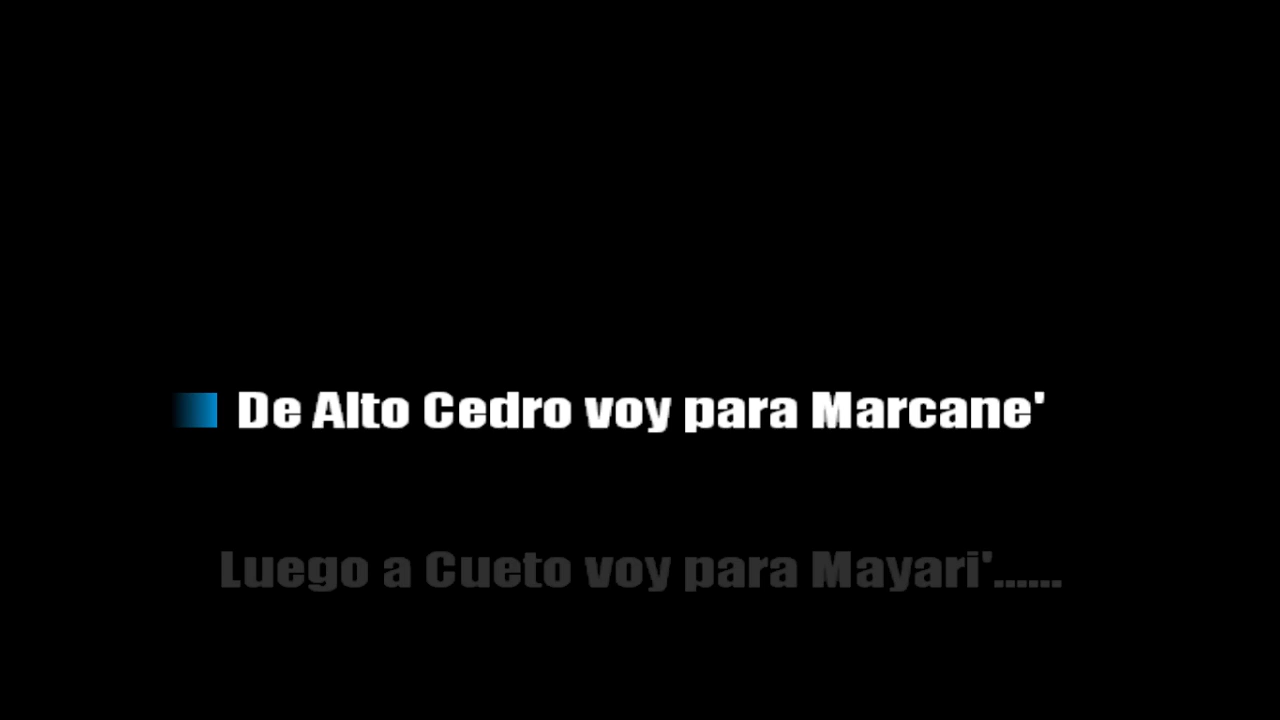 De Alto Cedro voy para Marcane'
Luego a Cueto voy para Mayari'......